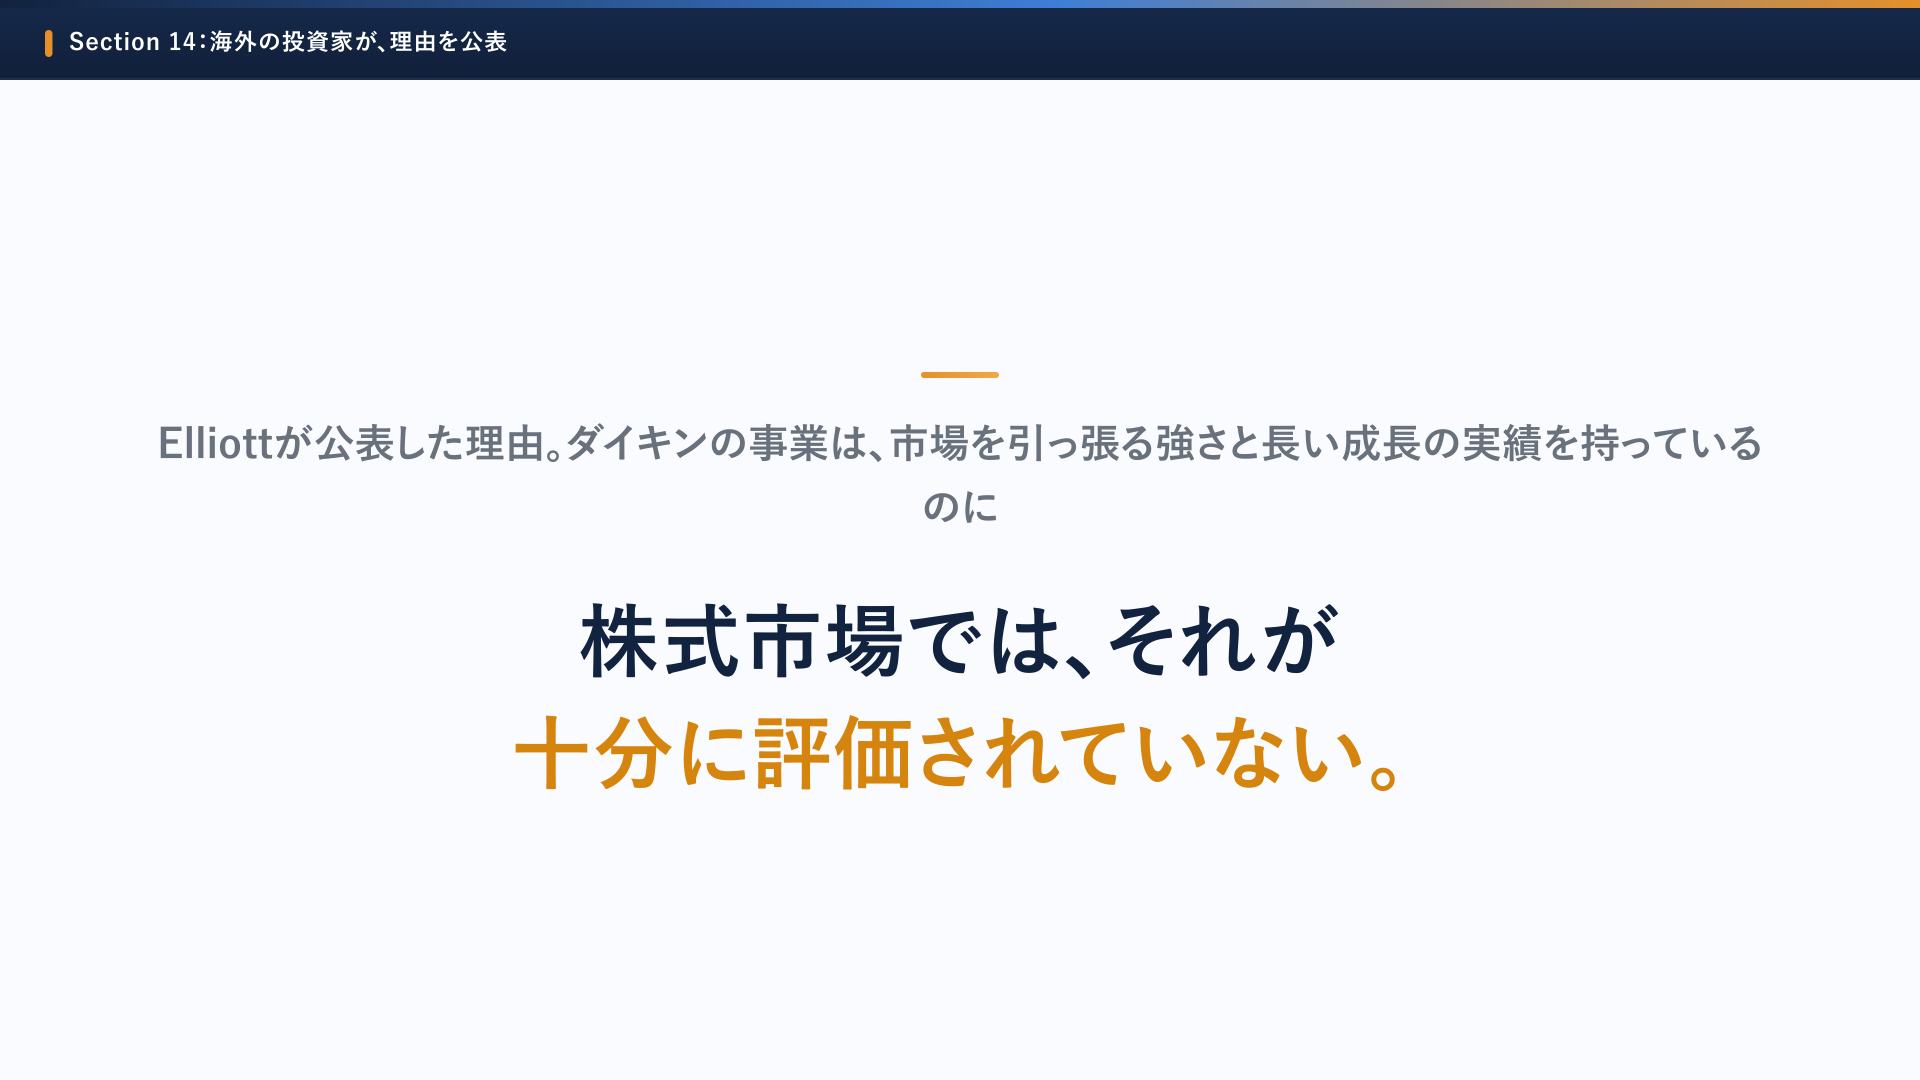 Section 14：海外の投資家が、理由を公表
Elliottが公表した理由。ダイキンの事業は、市場を引っ張る強さと長い成長の実績を持っている
のに
株式市場では、それが
十分に評価されていない。